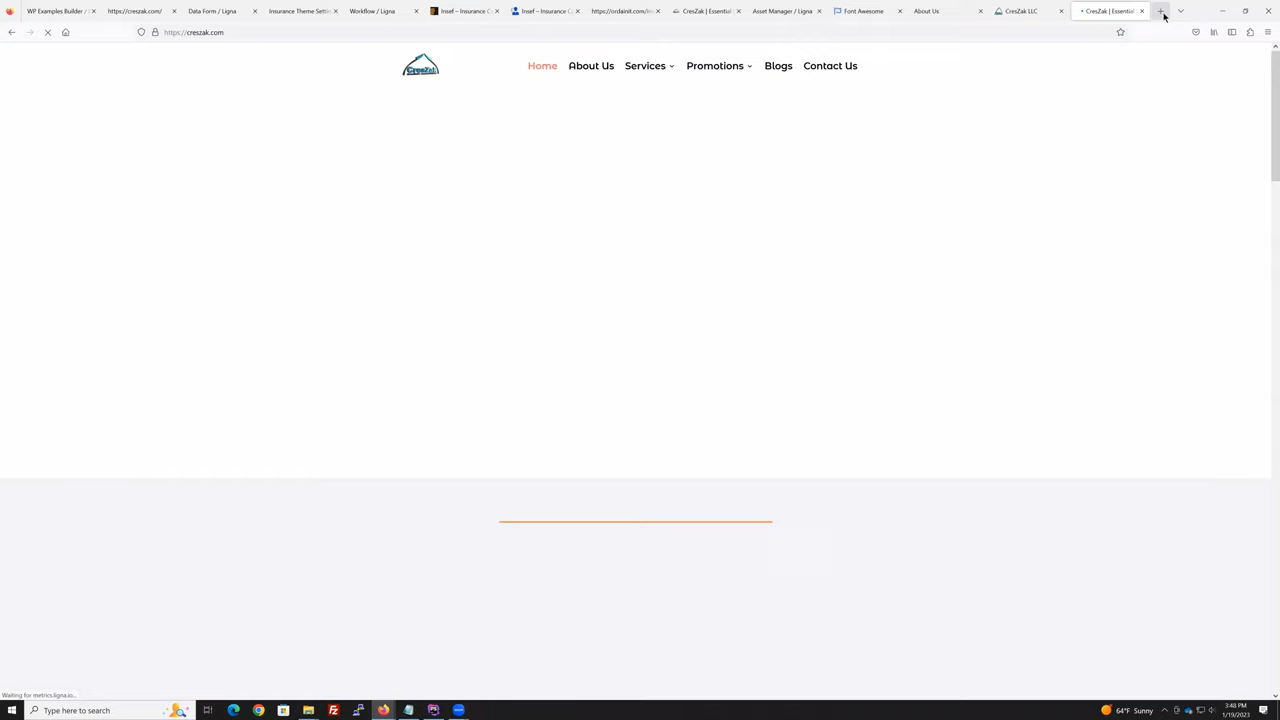 WP Examples Builder / L
https://creszak.com/
Data Form / Ligna
Insurance Theme Settin
Workflow / Ligna
Insef – Insurance C
Insef – Insurance C
https://ordainit.com/ins
CresZak | Essential
Asset Manager / Ligna
Font Awesome
About Us
CresZak LLC
CresZak | Essential
https://creszak.com
CresZak
Home
About Us
Services
Promotions
Blogs
Contact Us
Waiting for metrics.ligna.io...
Type here to search
64°F Sunny
3:48 PM
1/19/2023